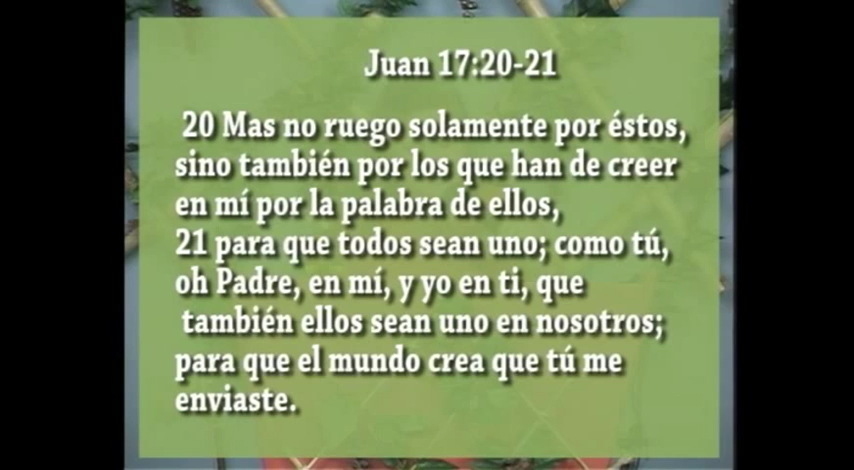 Juan 17:20-21
20 Mas no ruego solamente por éstos,
sino también por los que han de creer
en mí por la palabra de ellos,
21 para que todos sean uno; como tú,
oh Padre, en mí, y yo en ti, que
también ellos sean uno en nosotros;
para que el mundo crea que tú me
enviaste.